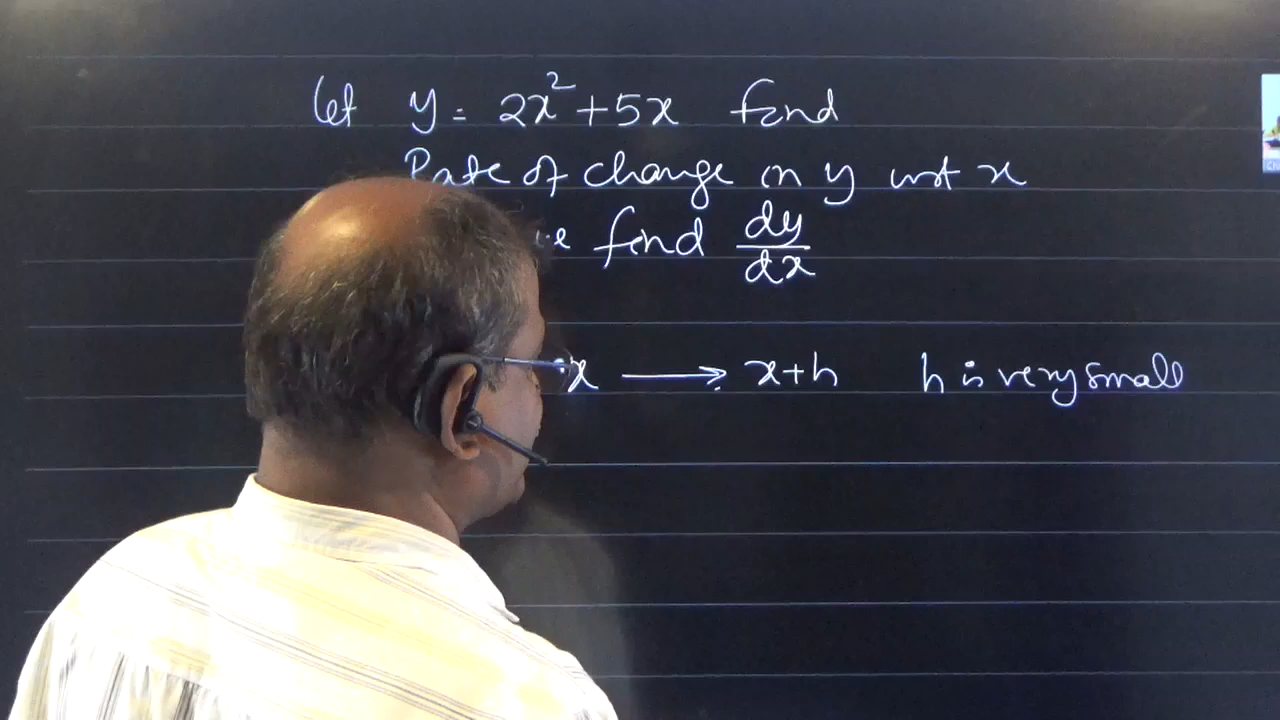 Let y = 2x²+5x find
Rate of change in y wrt x
i.e find dy/dx
x ⟶ x+h h is very small